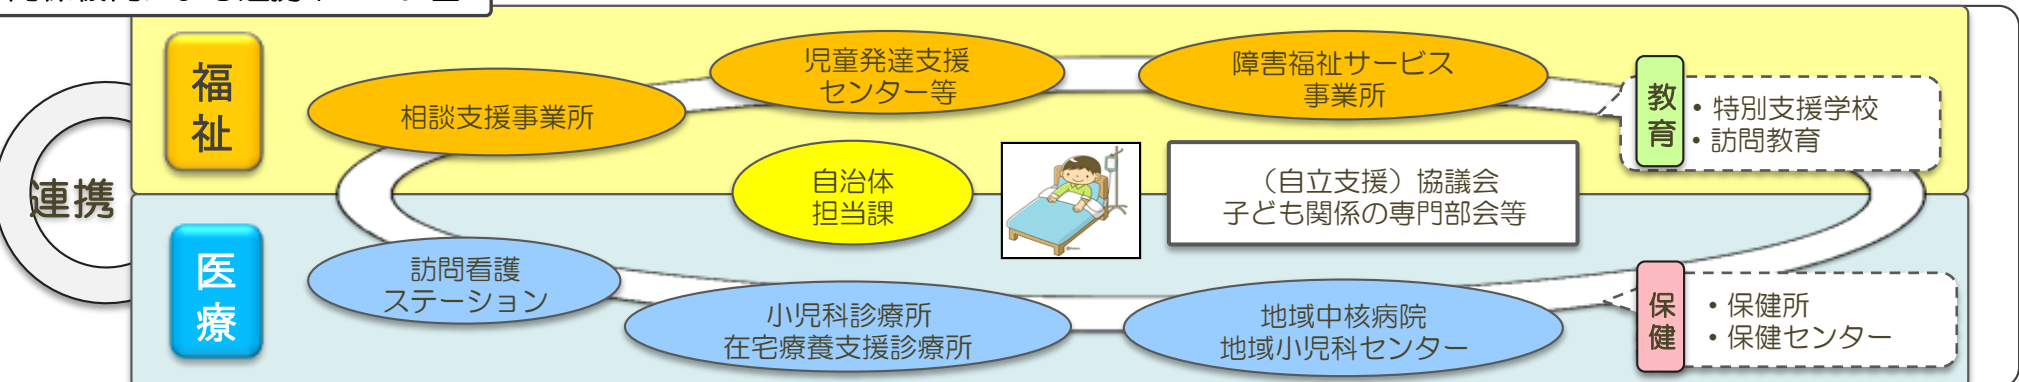 連携
福祉
相談支援事業所
児童発達支援
センター等
障害福祉サービス
事業所
教育
・特別支援学校
・訪問教育
自治体
担当課
（自立支援）協議会
子ども関係の専門部会等
医療
訪問看護
ステーション
小児科診療所
在宅療養支援診療所
地域中核病院
地域小児科センター
保健
・保健所
・保健センター